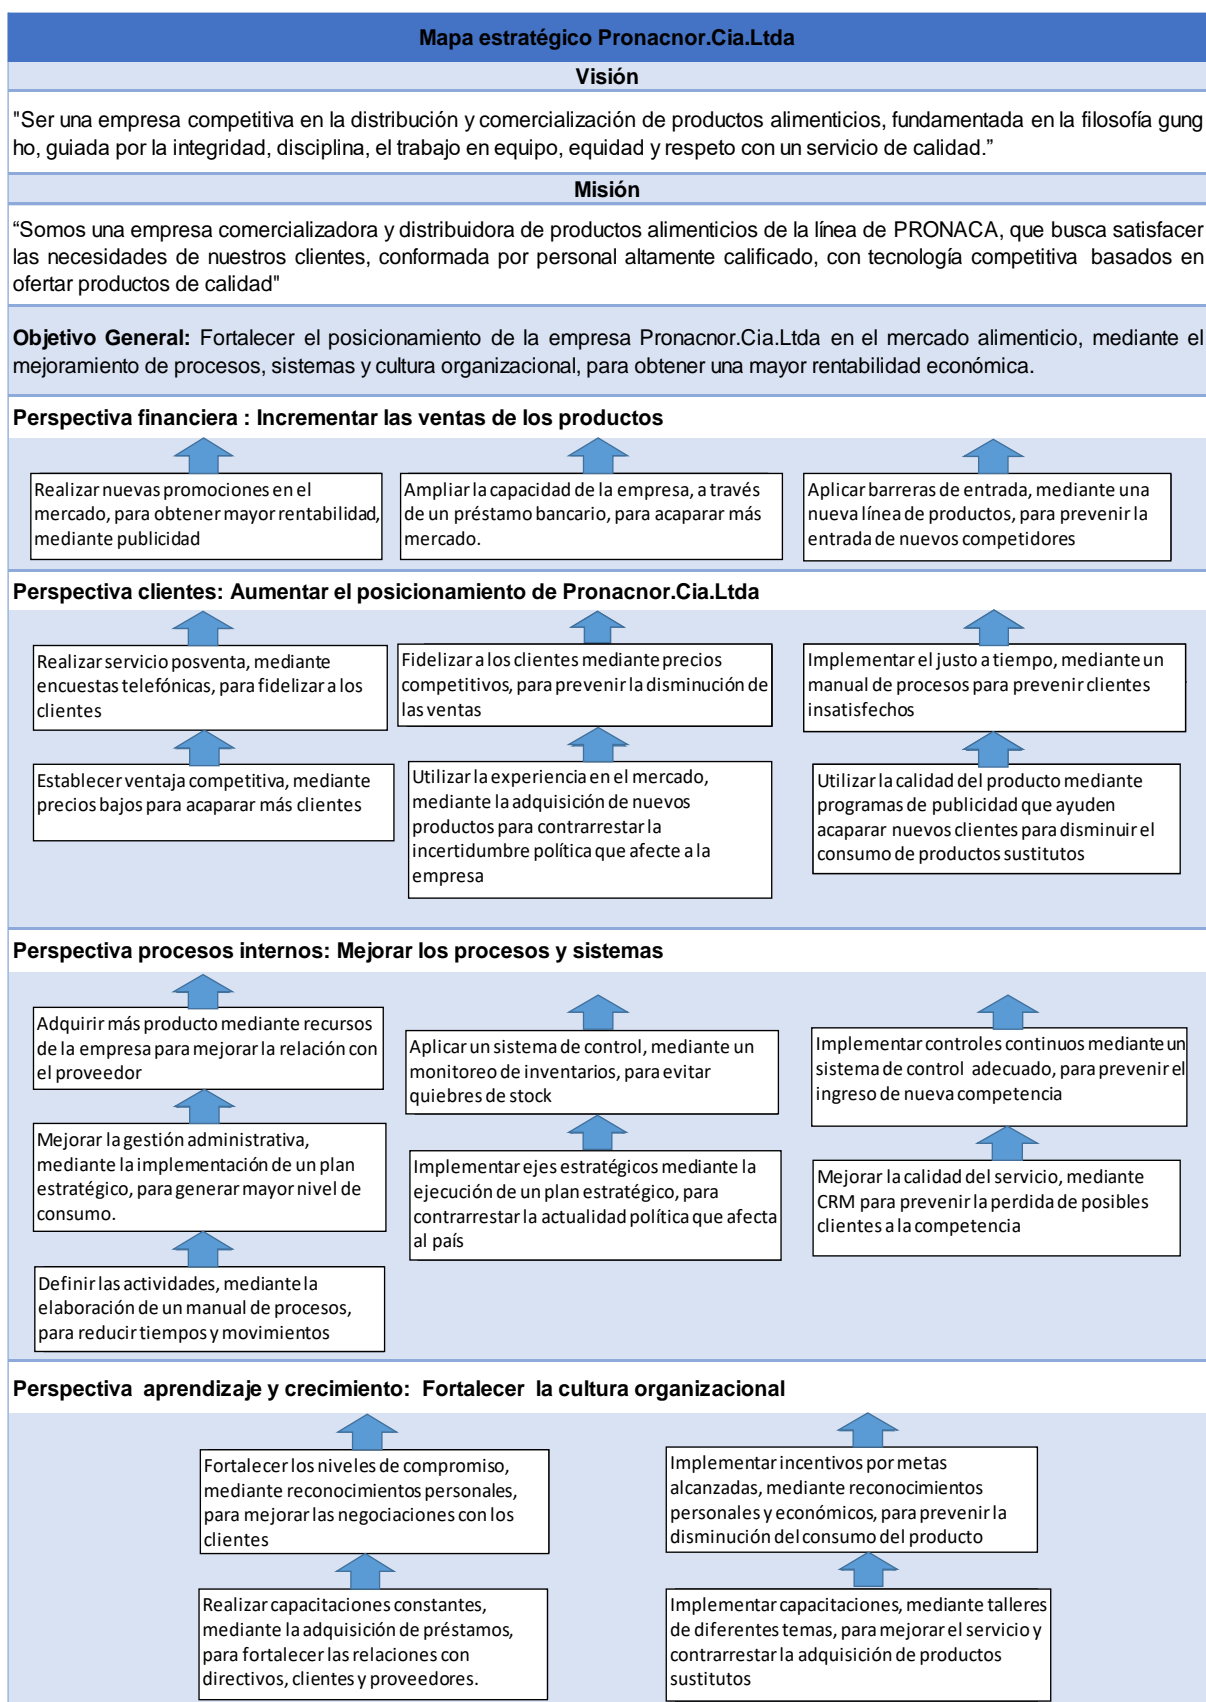 Mapa estratégico Pronacnor.Cia.Ltda
Visión
"Ser una empresa competitiva en la distribución y comercialización de productos alimenticios, fundamentada en la filosofía gung
ho, guiada por la integridad, disciplina, el trabajo en equipo, equidad y respeto con un servicio de calidad.”
Misión
“Somos una empresa comercializadora y distribuidora de productos alimenticios de la línea de PRONACA, que busca satisfacer
las necesidades de nuestros clientes, conformada por personal altamente calificado, con tecnología competitiva basados en
ofertar productos de calidad"
Objetivo General: Fortalecer el posicionamiento de la empresa Pronacnor.Cia.Ltda en el mercado alimenticio, mediante el
mejoramiento de procesos, sistemas y cultura organizacional, para obtener una mayor rentabilidad económica.
Perspectiva financiera : Incrementar las ventas de los productos
Realizar nuevas promociones en el
mercado, para obtener mayor rentabilidad,
mediante publicidad
Ampliar la capacidad de la empresa, a través
de un préstamo bancario, para acaparar más
mercado.
Aplicar barreras de entrada, mediante una
nueva línea de productos, para prevenir la
entrada de nuevos competidores
Perspectiva clientes: Aumentar el posicionamiento de Pronacnor.Cia.Ltda
Realizar servicio posventa, mediante
encuestas telefónicas, para fidelizar a los
clientes
Fidelizar a los clientes mediante precios
competitivos, para prevenir la disminución de
las ventas
Implementar el justo a tiempo, mediante un
manual de procesos para prevenir clientes
insatisfechos
Establecer ventaja competitiva, mediante
precios bajos para acaparar más clientes
Utilizar la experiencia en el mercado,
mediante la adquisición de nuevos
productos para contrarrestar la
incertidumbre política que afecte a la
empresa
Utilizar la calidad del producto mediante
programas de publicidad que ayuden
acaparar nuevos clientes para disminuir el
consumo de productos sustitutos
Perspectiva procesos internos: Mejorar los procesos y sistemas
Adquirir más producto mediante recursos
de la empresa para mejorar la relación con
el proveedor
Aplicar un sistema de control, mediante un
monitoreo de inventarios, para evitar
quiebres de stock
Implementar controles continuos mediante un
sistema de control adecuado, para prevenir el
ingreso de nueva competencia
Mejorar la gestión administrativa,
mediante la implementación de un plan
estratégico, para generar mayor nivel de
consumo.
Implementar ejes estratégicos mediante la
ejecución de un plan estratégico, para
contrarrestar la actualidad política que afecta
al país
Mejorar la calidad del servicio, mediante
CRM para prevenir la perdida de posibles
clientes a la competencia
Definir las actividades, mediante la
elaboración de un manual de procesos,
para reducir tiempos y movimientos
Perspectiva aprendizaje y crecimiento: Fortalecer la cultura organizacional
Fortalecer los niveles de compromiso,
mediante reconocimientos personales,
para mejorar las negociaciones con los
clientes
Implementar incentivos por metas
alcanzadas, mediante reconocimientos
personales y económicos, para prevenir la
disminución del consumo del producto
Realizar capacitaciones constantes,
mediante la adquisición de préstamos,
para fortalecer las relaciones con
directivos, clientes y proveedores.
Implementar capacitaciones, mediante talleres
de diferentes temas, para mejorar el servicio y
contrarrestar la adquisición de productos
sustitutos